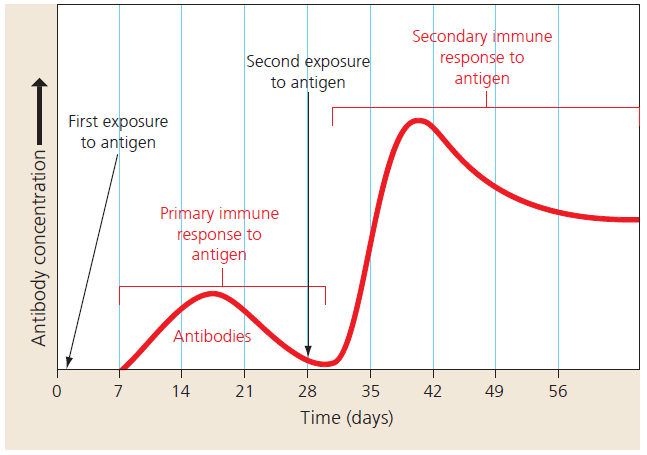 Secondary immune
response to
antigen
Second exposure
to antigen
First exposure
to antigen
Primary immune
response to
antigen
Antibodies
Antibody concentration
0 7 14 21 28 35 42 49 56
Time (days)